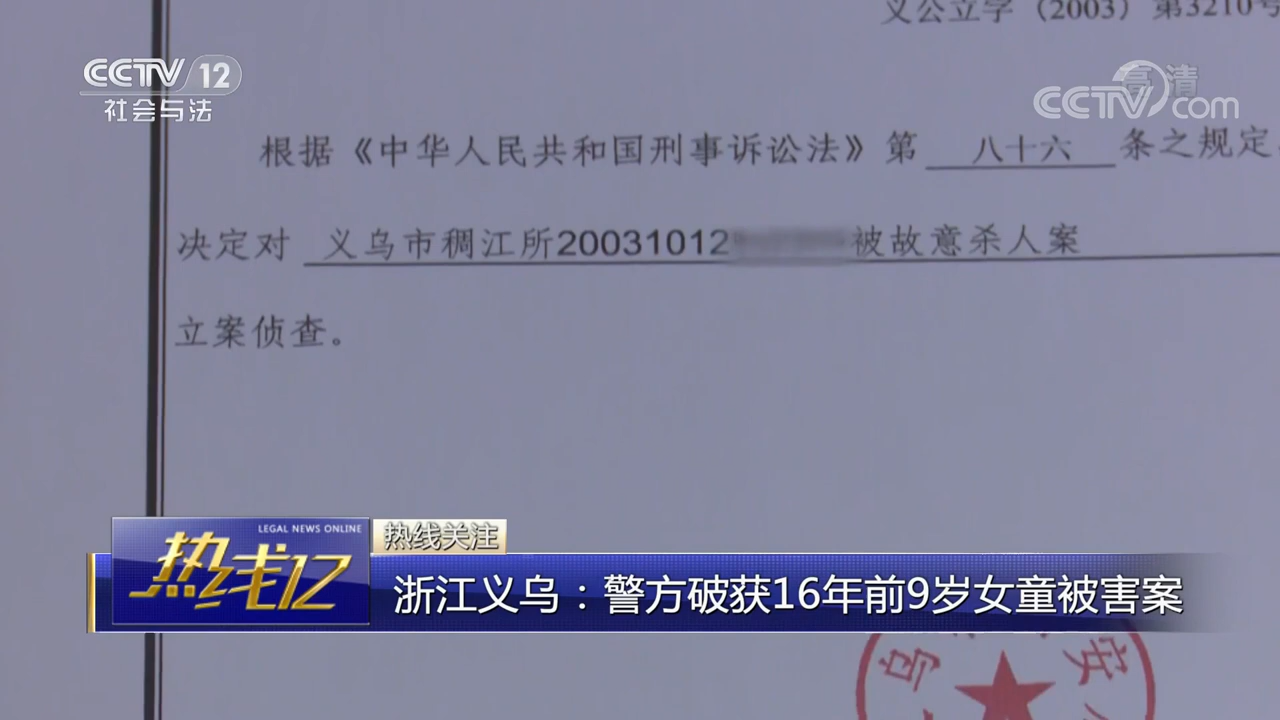 义公立字（2003）第3210号
CCTV 12
社会与法
高清
CCTV.com
根据《中华人民共和国刑事诉讼法》第 八十六 条之规定，
决定对 义乌市稠江所20031012 被故意杀人案
立案侦查。
LEGAL NEWS ONLINE
热线12
热线关注
浙江义乌：警方破获16年前9岁女童被害案
乌 安